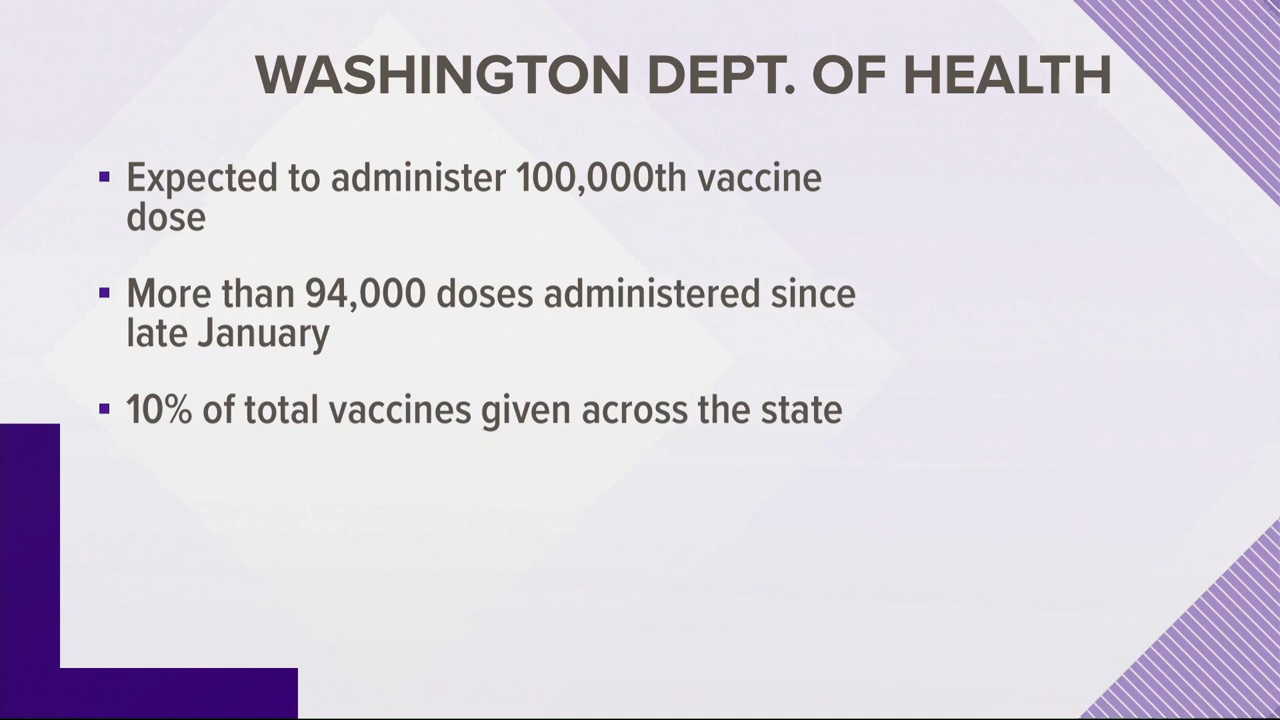 WASHINGTON DEPT. OF HEALTH
▪ Expected to administer 100,000th vaccine
dose
▪ More than 94,000 doses administered since
late January
▪ 10% of total vaccines given across the state